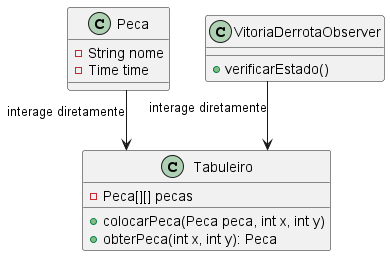 C Peca
String nome
Time time
C VitoriaDerrotaObserver
verificarEstado()
interage diretamente
interage diretamente
C Tabuleiro
Peca[][] pecas
colocarPeca(Peca peca, int x, int y)
obterPeca(int x, int y): Peca